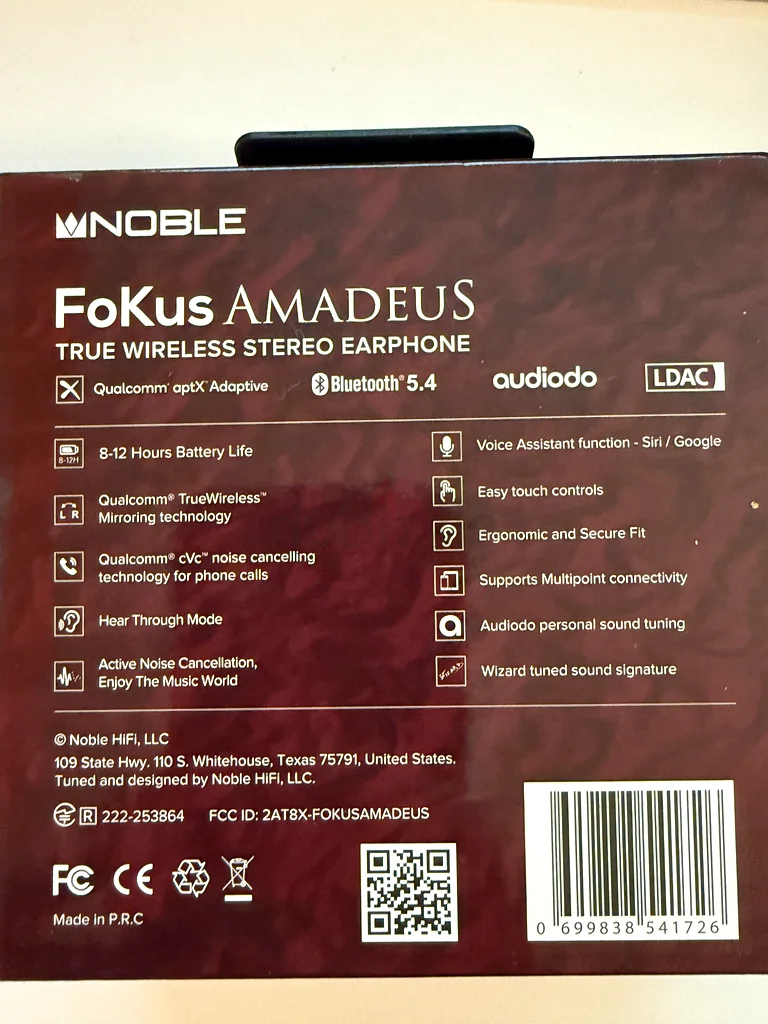 NOBLE
FoKus AMADEUS
TRUE WIRELESS STEREO EARPHONE
Qualcomm® aptX™ Adaptive
Bluetooth® 5.4
audiodo
LDAC
8-12H
8-12 Hours Battery Life
L R
Qualcomm® TrueWireless™
Mirroring technology
Qualcomm® cVc™ noise cancelling
technology for phone calls
Hear Through Mode
Active Noise Cancellation,
Enjoy The Music World
Voice Assistant function - Siri / Google
Easy touch controls
Ergonomic and Secure Fit
Supports Multipoint connectivity
a
Audiodo personal sound tuning
Wizard
Wizard tuned sound signature
© Noble HiFi, LLC
109 State Hwy. 110 S. Whitehouse, Texas 75791, United States.
Tuned and designed by Noble HiFi, LLC.
R 222-253864 FCC ID: 2AT8X-FOKUSAMADEUS
FC CE
Made in P.R.C
0 699838 541726